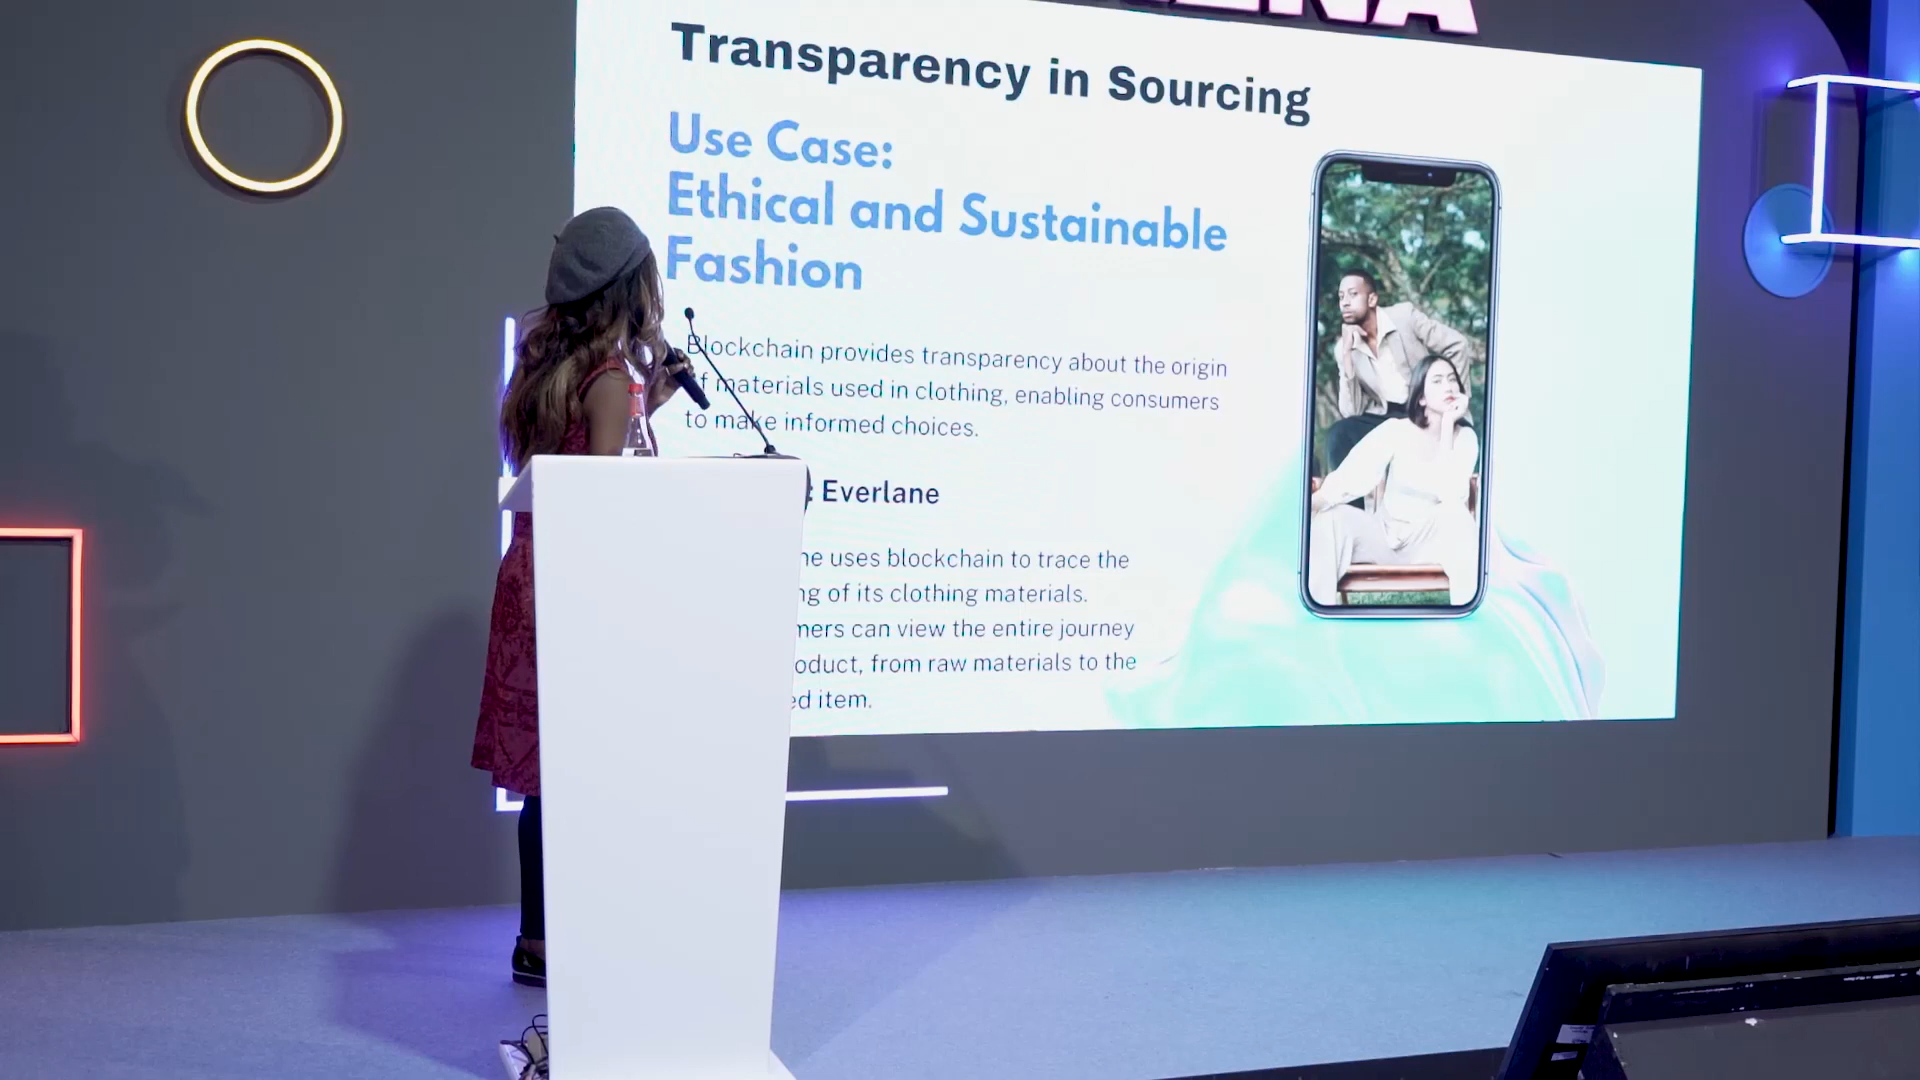 Transparency in Sourcing
Use Case:
Ethical and Sustainable
Fashion
Blockchain provides transparency about the origin
of materials used in clothing, enabling consumers
to make informed choices.
: Everlane
uses blockchain to trace the
of its clothing materials.
can view the entire journey
from raw materials to the
item.